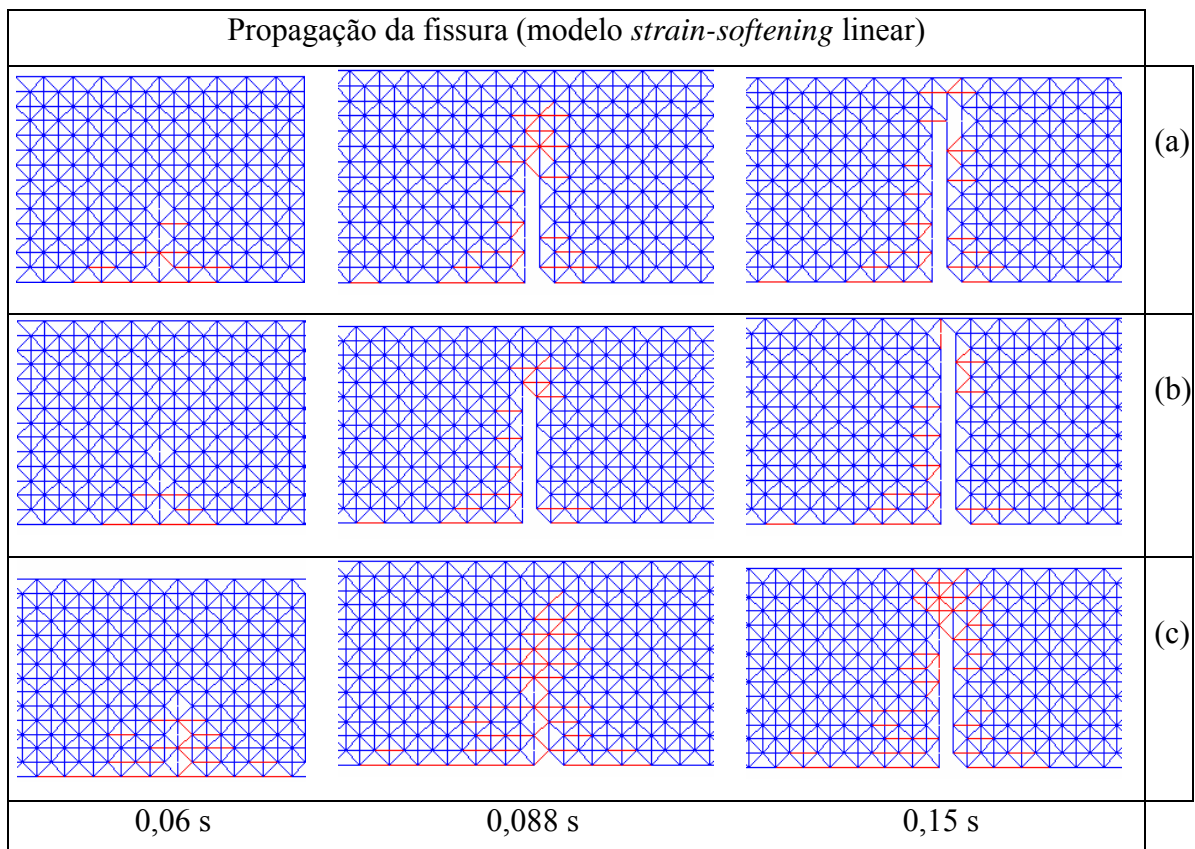 Propagação da fissura (modelo strain-softening linear)
(a)
(b)
(c)
0,06 s 0,088 s 0,15 s